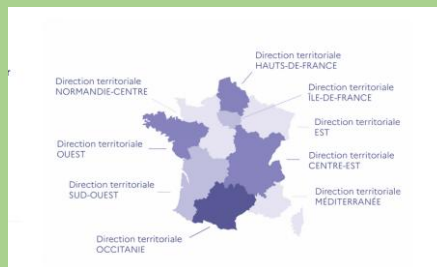 Direction territoriale
HAUTS-DE-FRANCE
Direction territoriale
NORMANDIE-CENTRE
Direction territoriale
ÎLE-DE-FRANCE
Direction territoriale
EST
Direction territoriale
OUEST
Direction territoriale
CENTRE-EST
Direction territoriale
SUD-OUEST
Direction territoriale
MÉDITERRANÉE
Direction territoriale
OCCITANIE